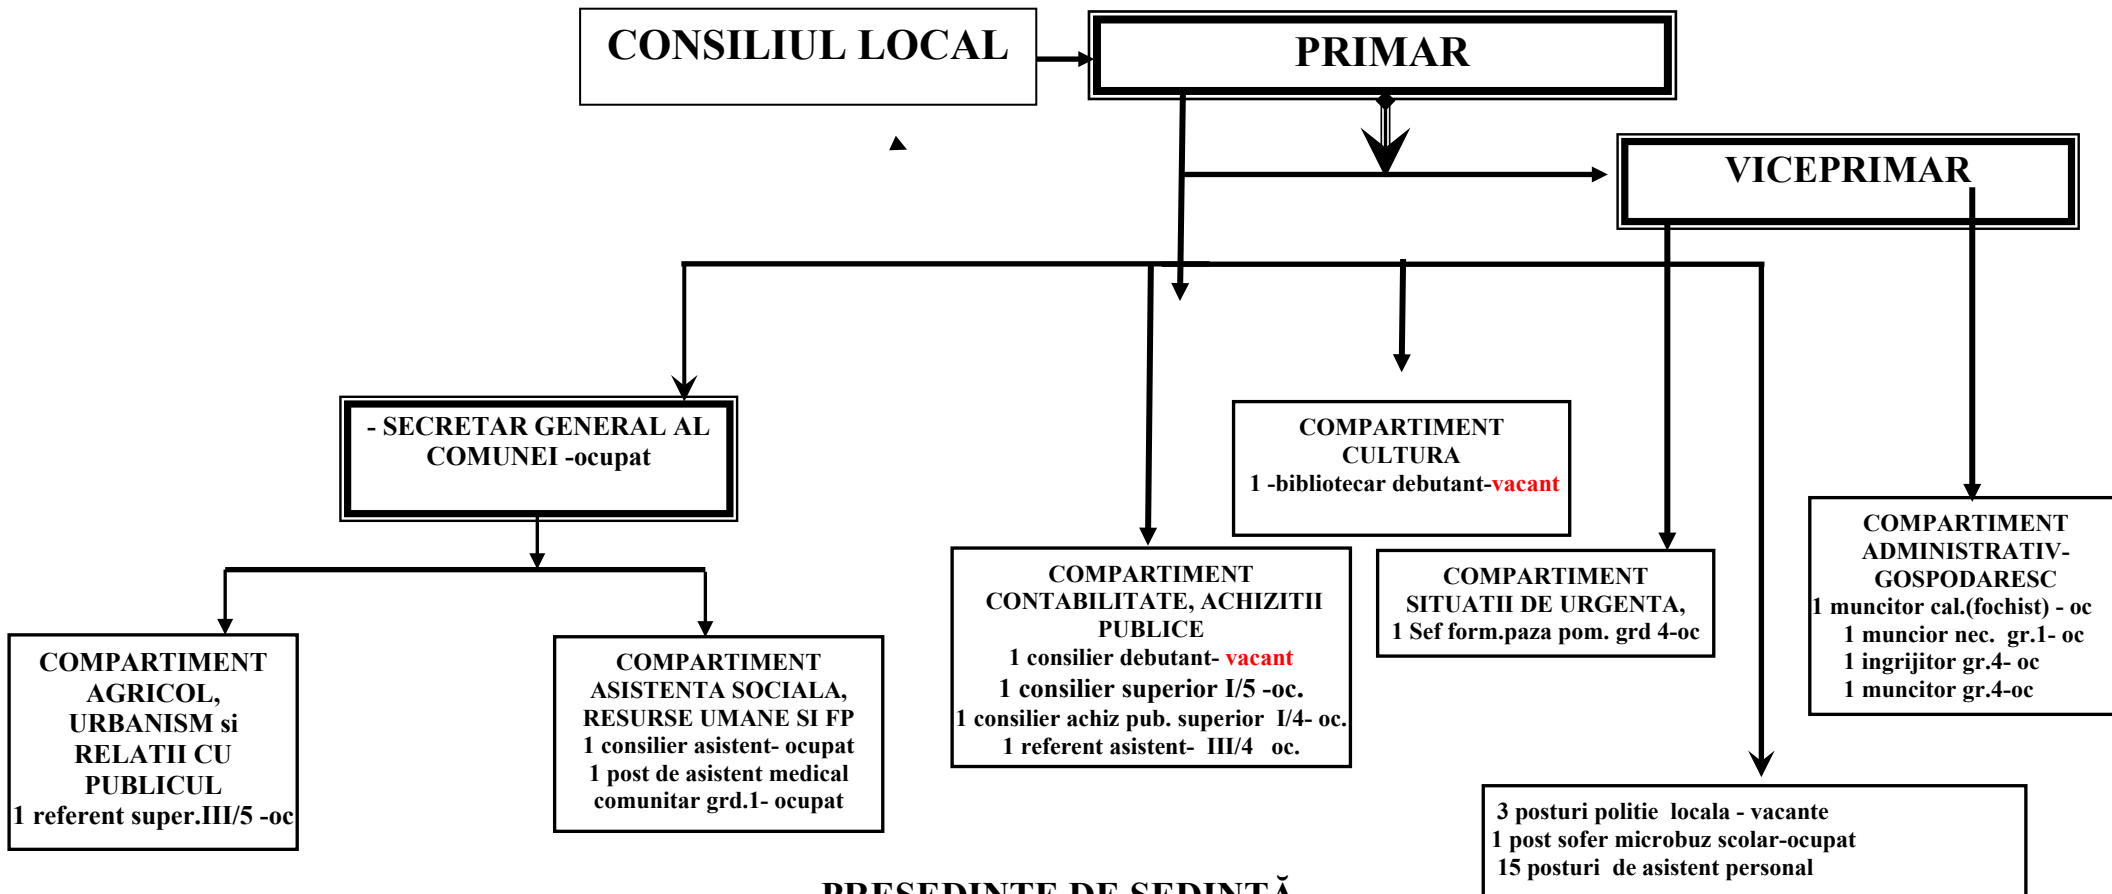 CONSILIUL LOCAL
PRIMAR
VICEPRIMAR
- SECRETAR GENERAL AL
COMUNEI -ocupat
COMPARTIMENT
CULTURA
1 -bibliotecar debutant-vacant
COMPARTIMENT
ADMINISTRATIV-
GOSPODARESC
1 muncitor cal.(fochist) - oc
1 muncior nec. gr.1- oc
1 ingrijitor gr.4- oc
1 muncitor gr.4-oc
COMPARTIMENT
CONTABILITATE, ACHIZITII
PUBLICE
1 consilier debutant- vacant
1 consilier superior I/5 -oc.
1 consilier achiz pub. superior I/4- oc.
1 referent asistent- III/4 oc.
COMPARTIMENT
SITUATII DE URGENTA,
1 Sef form.paza pom. grd 4-oc
COMPARTIMENT
AGRICOL,
URBANISM si
RELATII CU
PUBLICUL
1 referent super.III/5 -oc
COMPARTIMENT
ASISTENTA SOCIALA,
RESURSE UMANE SI FP
1 consilier asistent- ocupat
1 post de asistent medical
comunitar grd.1- ocupat
3 posturi politie locala - vacante
1 post sofer microbuz scolar-ocupat
15 posturi de asistent personal
PRESEDINTE DE SEDINTĂ